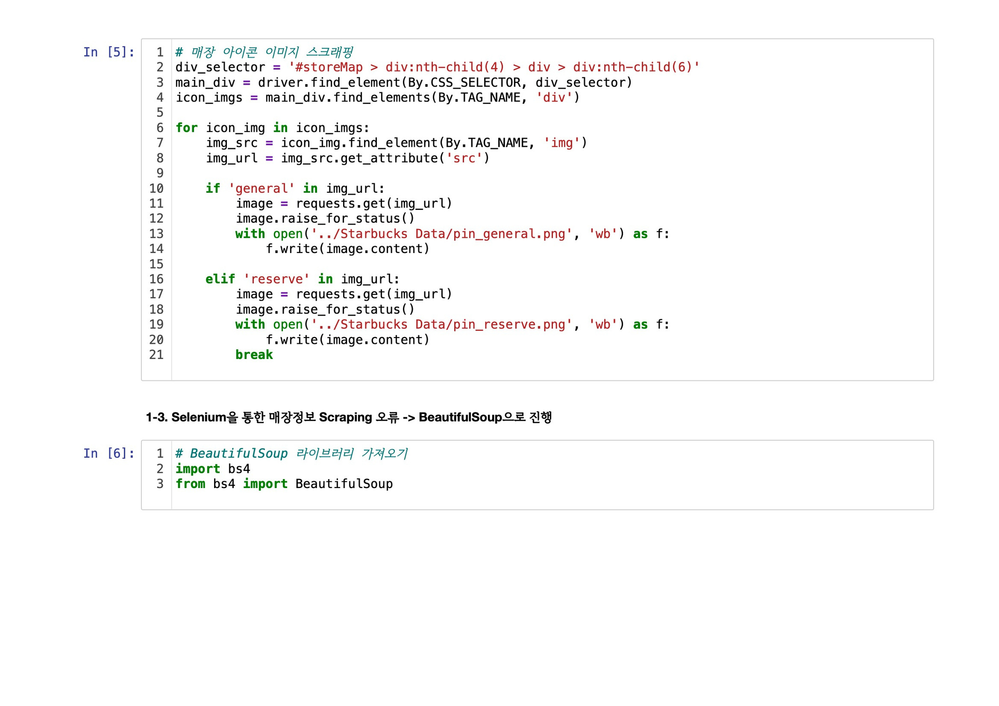 In [5]:
1 # 매장 아이콘 이미지 스크래핑
2 div_selector = '#storeMap > div:nth-child(4) > div > div:nth-child(6)'
3 main_div = driver.find_element(By.CSS_SELECTOR, div_selector)
4 icon_imgs = main_div.find_elements(By.TAG_NAME, 'div')
5
6 for icon_img in icon_imgs:
7     img_src = icon_img.find_element(By.TAG_NAME, 'img')
8     img_url = img_src.get_attribute('src')
9
10     if 'general' in img_url:
11         image = requests.get(img_url)
12         image.raise_for_status()
13         with open('../Starbucks Data/pin_general.png', 'wb') as f:
14             f.write(image.content)
15
16     elif 'reserve' in img_url:
17         image = requests.get(img_url)
18         image.raise_for_status()
19         with open('../Starbucks Data/pin_reserve.png', 'wb') as f:
20             f.write(image.content)
21         break
1-3. Selenium을 통한 매장정보 Scraping 오류 -> BeautifulSoup으로 진행
In [6]:
1 # BeautifulSoup 라이브러리 가져오기
2 import bs4
3 from bs4 import BeautifulSoup